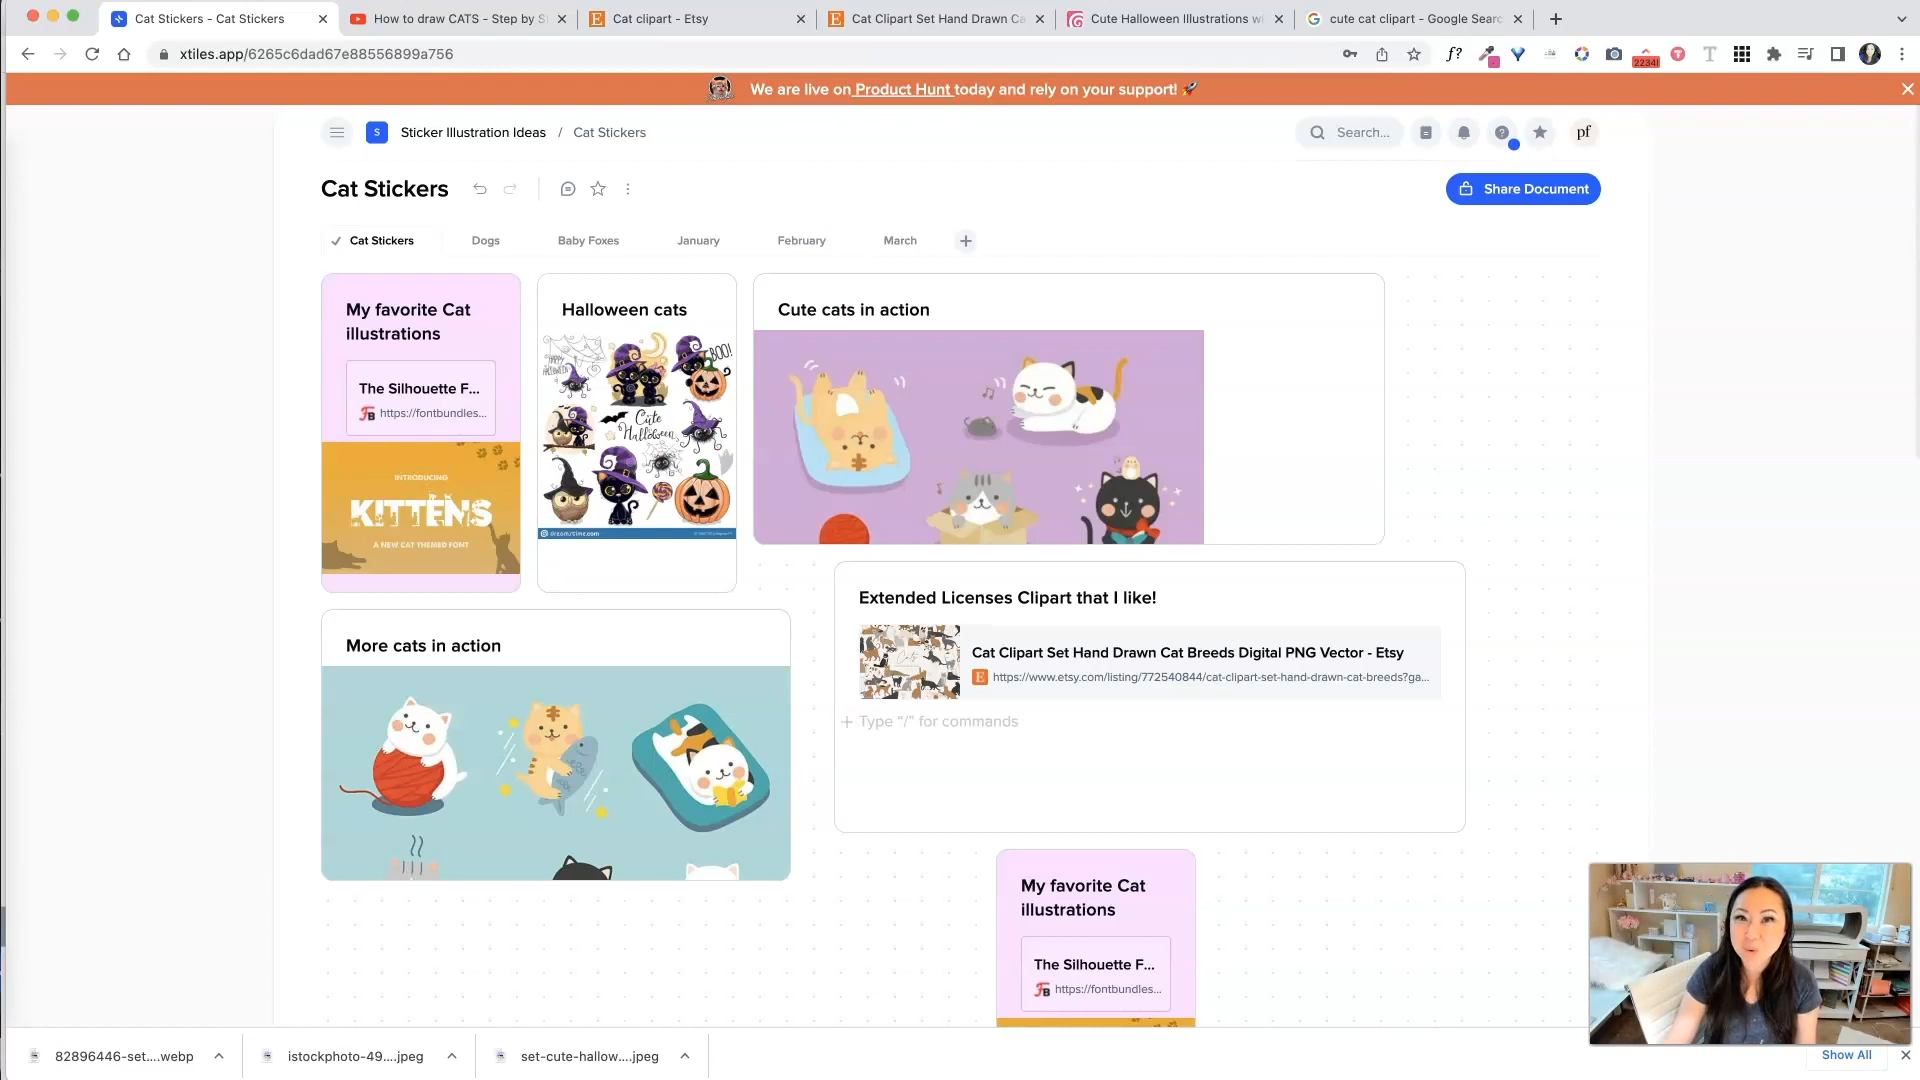 Cat Stickers - Cat Stickers
How to draw CATS - Step by S
Cat clipart - Etsy
Cat Clipart Set Hand Drawn Ca
Cute Halloween Illustrations wi
cute cat clipart - Google Searc
xtiles.app/6265c6dad67e88556899a756
We are live on Product Hunt today and rely on your support! 🚀
S
Sticker Illustration Ideas / Cat Stickers
Search...
pf
Cat Stickers
Share Document
Cat Stickers
Dogs
Baby Foxes
January
February
March
My favorite Cat
illustrations
The Silhouette F...
https://fontbundles...
INTRODUCING
KITTENS
A NEW CAT THEMED FONT
Halloween cats
HAPPY
HALLOWEEN
BOO!
Cute
Halloween
dreamstime.com
Cute cats in action
More cats in action
Extended Licenses Clipart that I like!
Cats
Cat Clipart Set Hand Drawn Cat Breeds Digital PNG Vector - Etsy
https://www.etsy.com/listing/772540844/cat-clipart-set-hand-drawn-cat-breeds?ga...
Type “/” for commands
My favorite Cat
illustrations
The Silhouette F...
https://fontbundles...
82896446-set....webp
istockphoto-49....jpeg
set-cute-hallow....jpeg
Show All